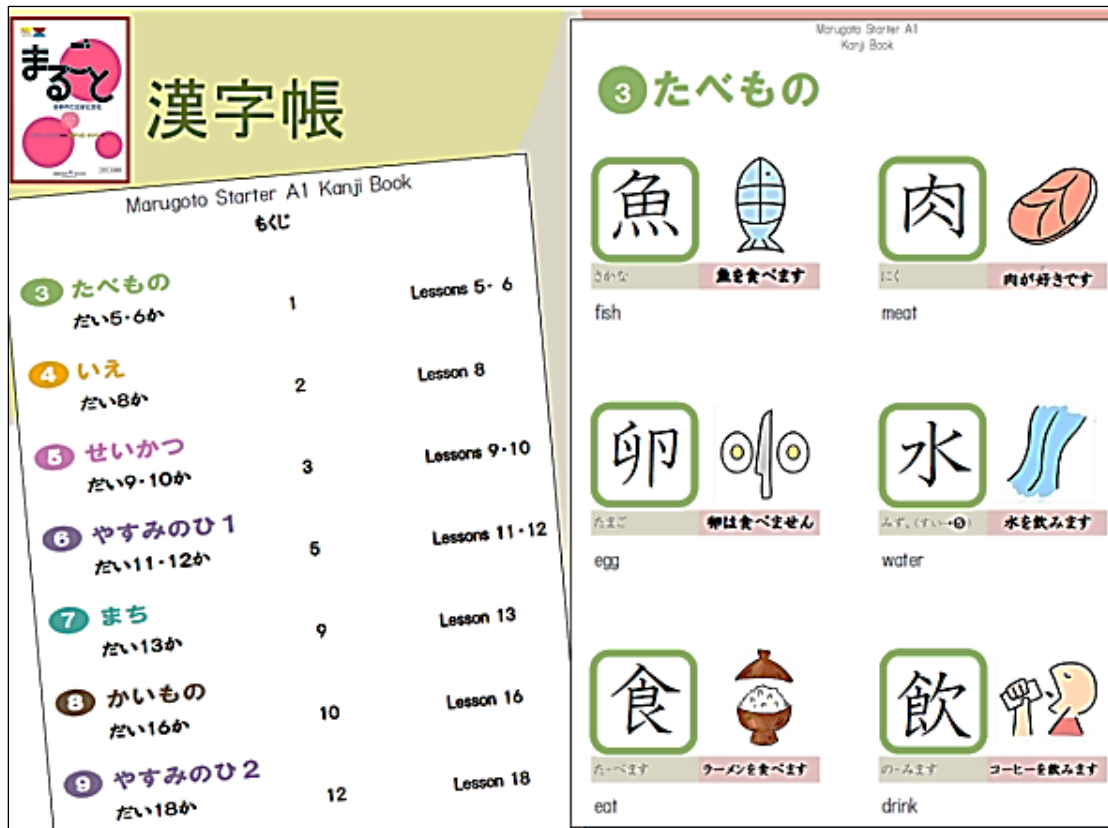 まるごと
漢字帳
Marugoto Starter A1 Kanji Book
もくじ
3 たべもの
だい5・6か 1 Lessons 5・6
4 いえ
だい8か 2 Lesson 8
5 せいかつ
だい9・10か 3 Lessons 9・10
6 やすみのひ 1
だい11・12か 5 Lessons 11・12
7 まち
だい13か 9 Lesson 13
8 かいもの
だい16か 10 Lesson 16
9 やすみのひ 2
だい18か 12 Lesson 18
Marugoto Starter A1
Kanji Book
3 たべもの
魚 肉
さかな 魚を食べます にく 肉が好きです
fish meat
卵 水
たまご 卵は食べません みず、(すい→5) 水を飲みます
egg water
食 飲
た-べます ラーメンを食べます の-みます コーヒーを飲みます
eat drink